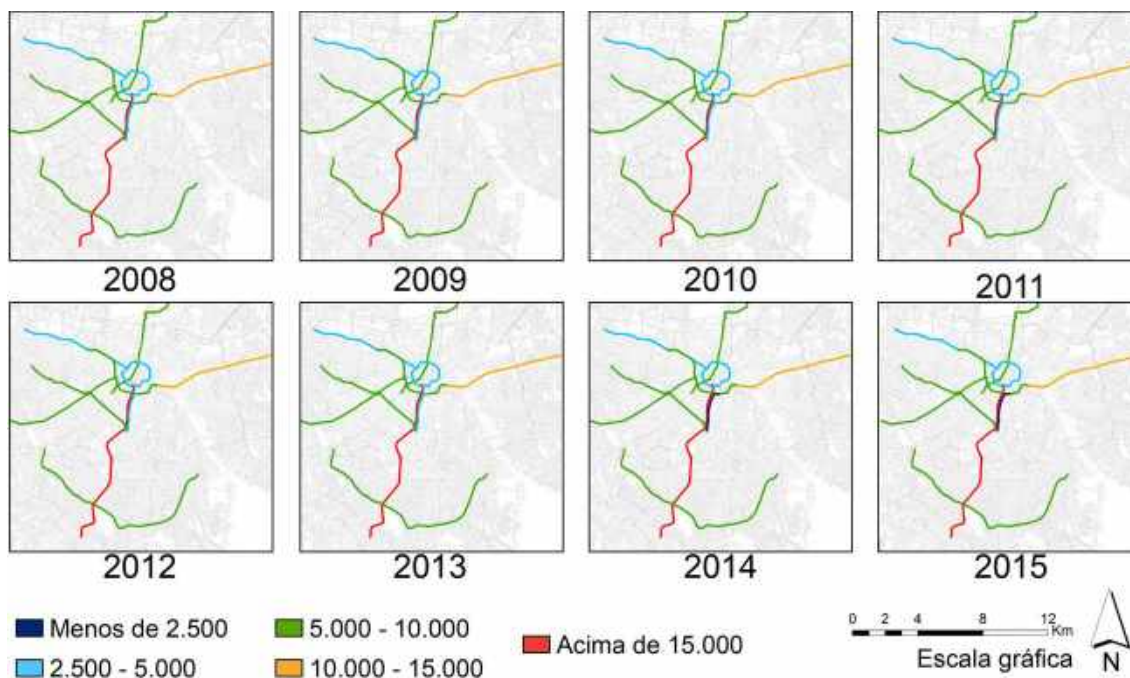 2008 2009 2010 2011
2012 2013 2014 2015
Menos de 2.500 5.000 - 10.000 Acima de 15.000
2.500 - 5.000 10.000 - 15.000
0 2 4 8 12
Km
Escala gráfica N